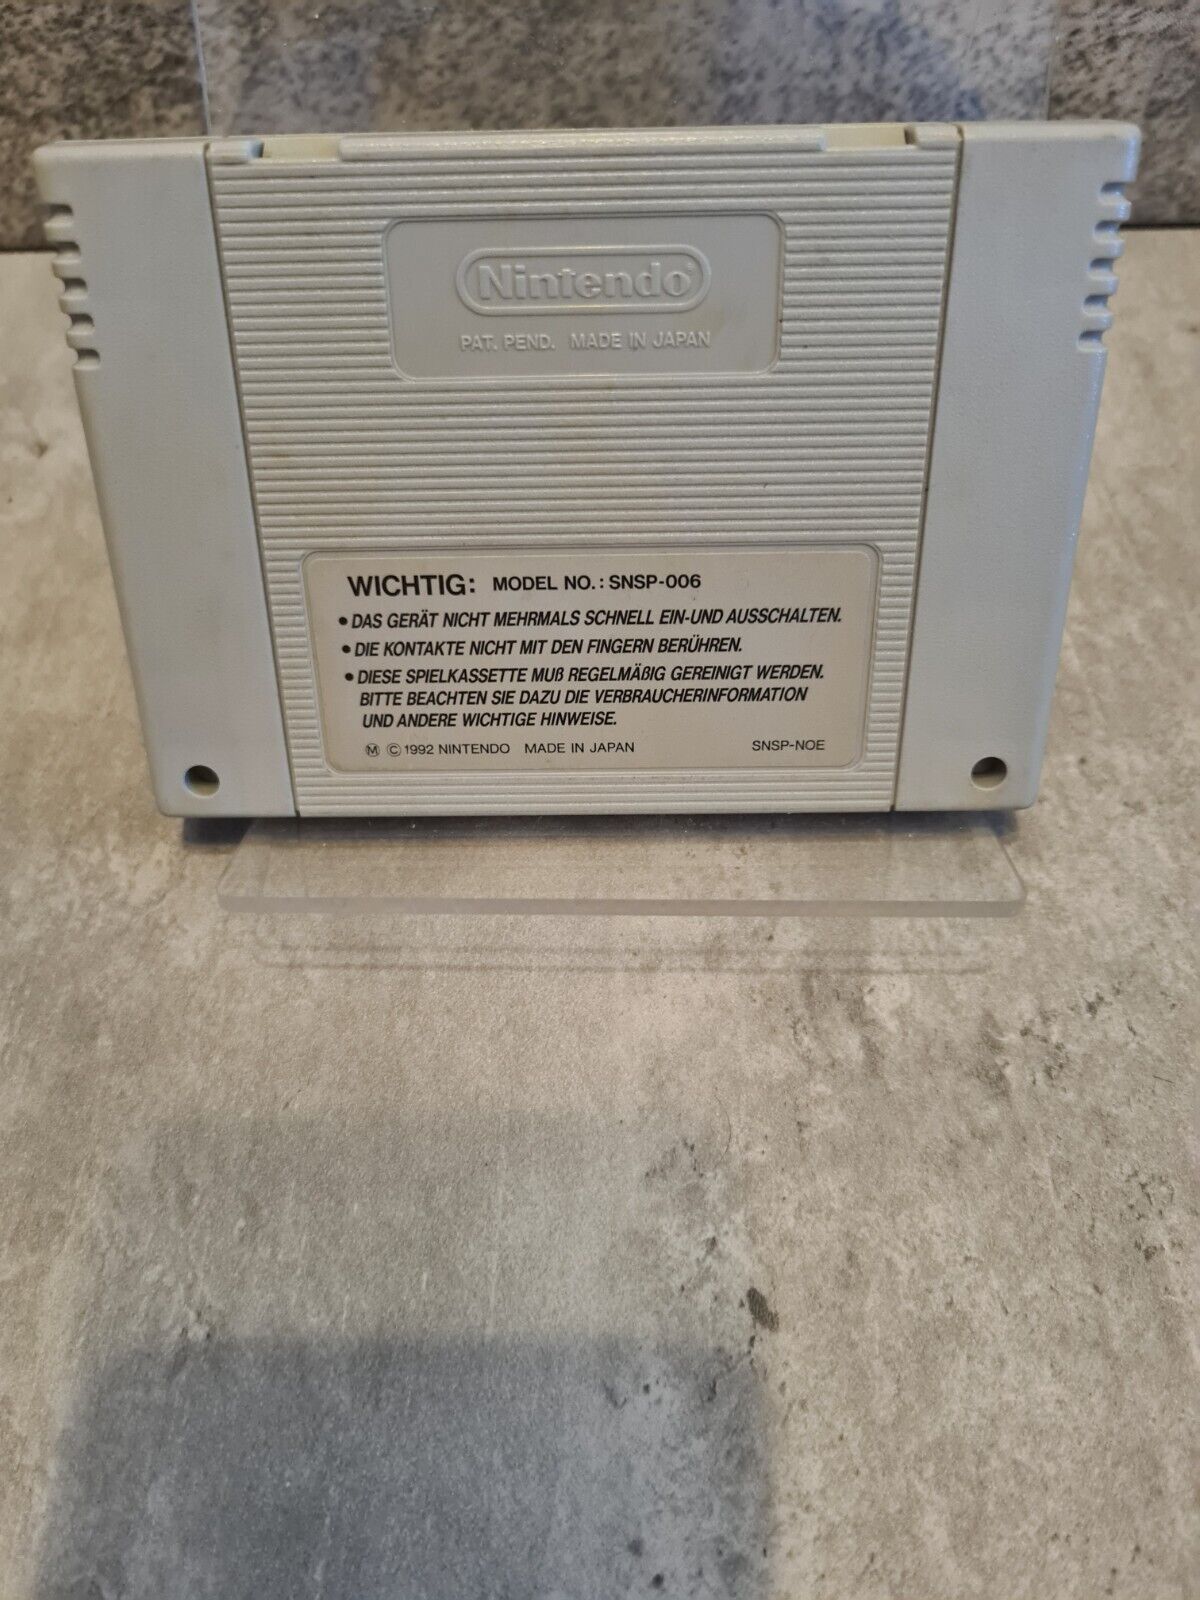 Nintendo
PAT. PEND. MADE IN JAPAN
WICHTIG: MODEL NO.: SNSP-006
• DAS GERÄT NICHT MEHRMALS SCHNELL EIN-UND AUSSCHALTEN.
• DIE KONTAKTE NICHT MIT DEN FINGERN BERÜHREN.
• DIESE SPIELKASSETTE MUß REGELMÄßIG GEREINIGT WERDEN.
BITTE BEACHTEN SIE DAZU DIE VERBRAUCHERINFORMATION
UND ANDERE WICHTIGE HINWEISE.
Ⓜ © 1992 NINTENDO MADE IN JAPAN SNSP-NOE